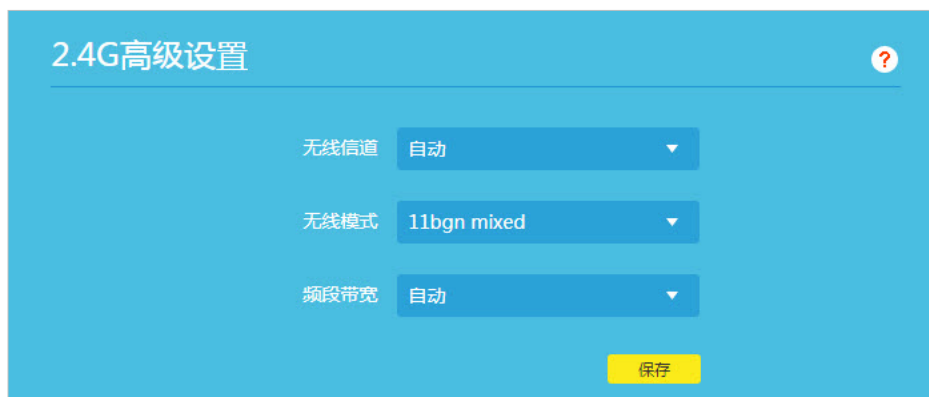 2.4G高级设置
?
无线信道 自动
无线模式 11bgn mixed
频段带宽 自动
保存